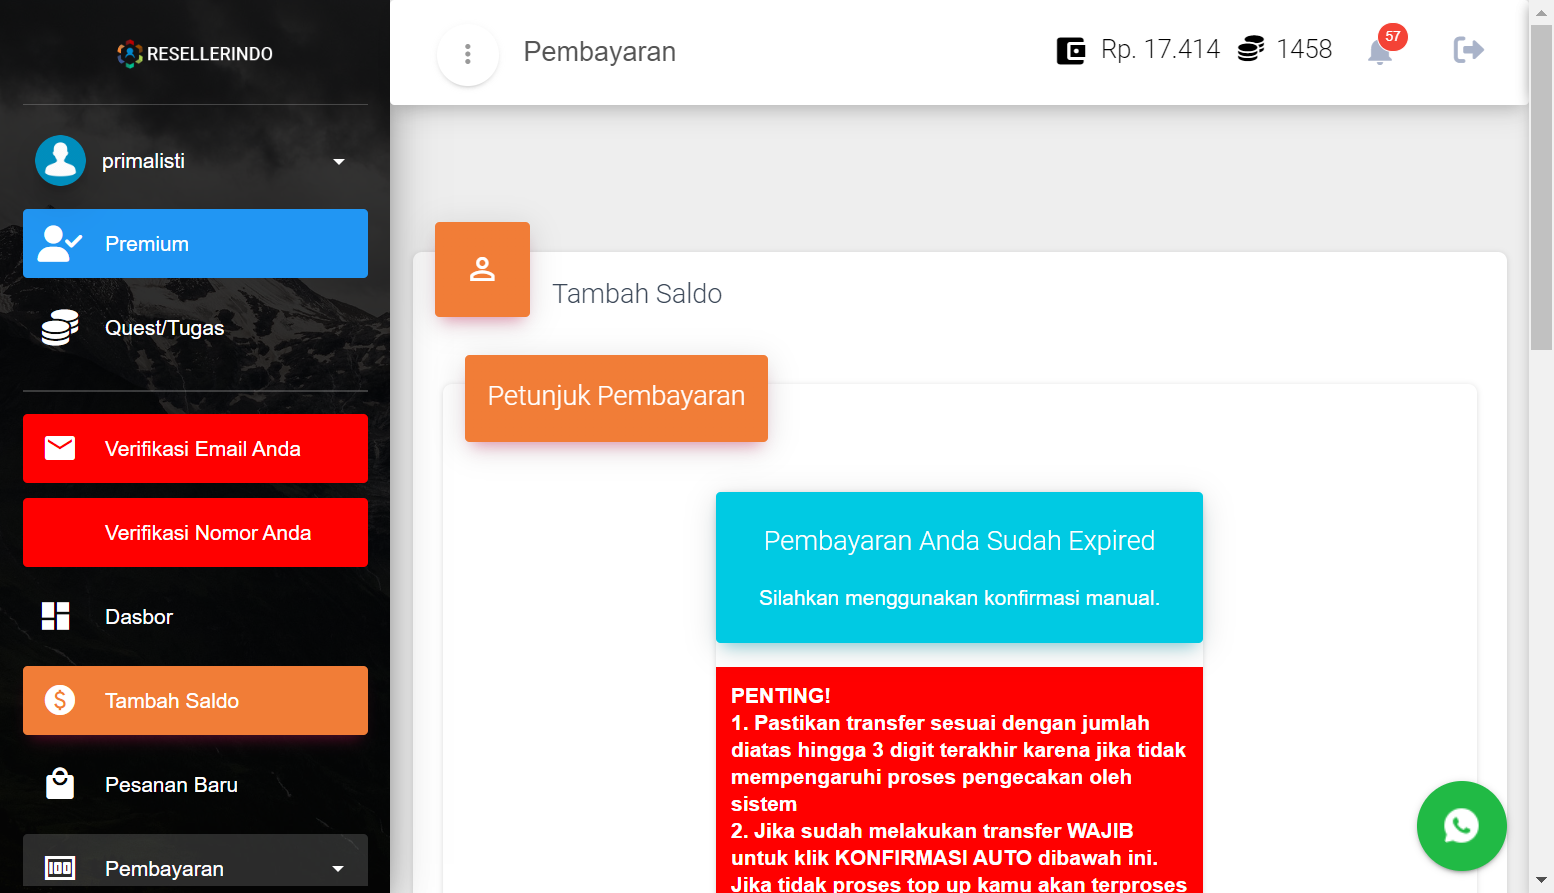 RESELLERINDO
primalisti
Premium
Quest/Tugas
Verifikasi Email Anda
Verifikasi Nomor Anda
Dasbor
Tambah Saldo
Pesanan Baru
Pembayaran
Pembayaran
Rp. 17.414
1458
57
Tambah Saldo
Petunjuk Pembayaran
Pembayaran Anda Sudah Expired
Silahkan menggunakan konfirmasi manual.
PENTING!
1. Pastikan transfer sesuai dengan jumlah
diatas hingga 3 digit terakhir karena jika tidak
mempengaruhi proses pengecakan oleh
sistem
2. Jika sudah melakukan transfer WAJIB
untuk klik KONFIRMASI AUTO dibawah ini.
Jika tidak proses top up kamu akan terproses